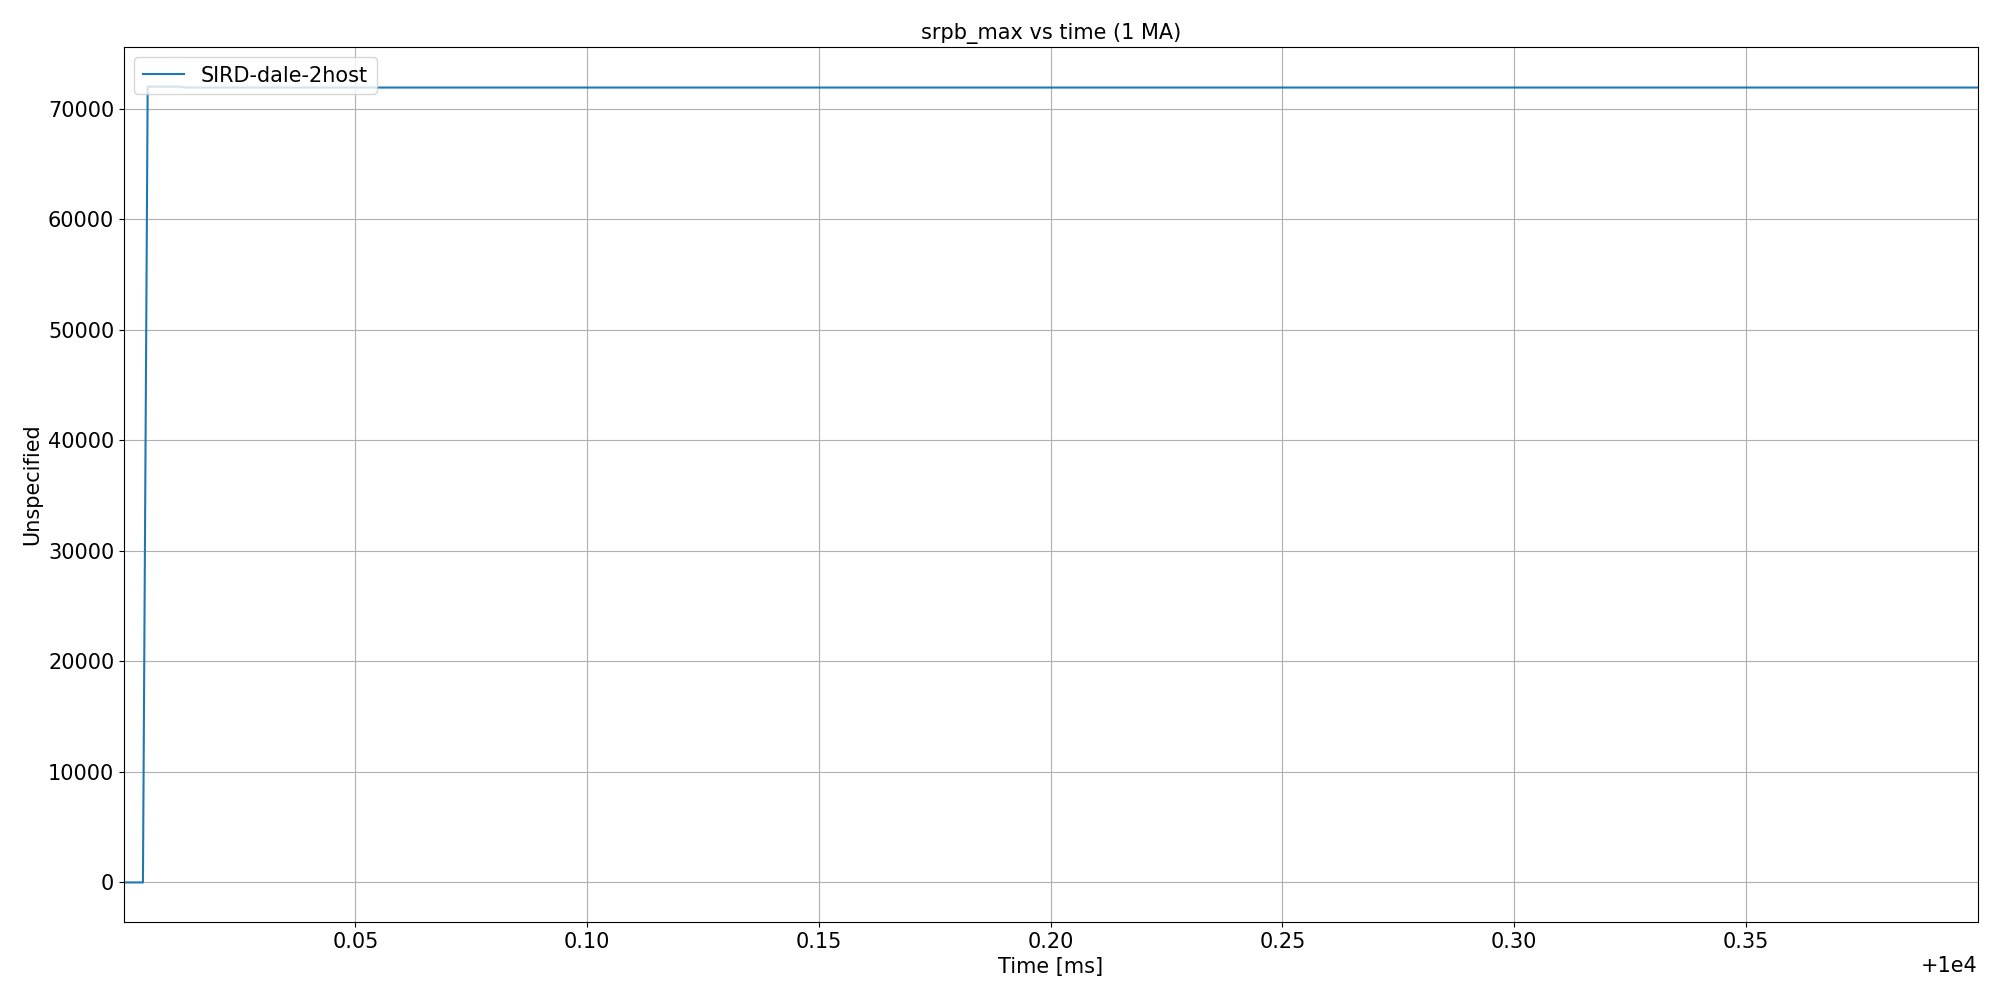 srpb_max vs time (1 MA)
SIRD-dale-2host
70000
60000
50000
40000
30000
20000
10000
0
Unspecified
0.05 0.10 0.15 0.20 0.25 0.30 0.35
Time [ms]
+1e4